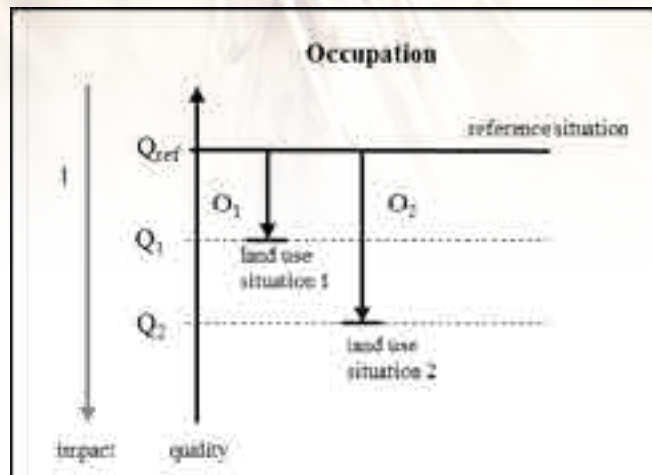 Occupation
reference situation
Qref
I
O1
O2
Q1
land use
situation 1
Q2
land use
situation 2
impact
quality